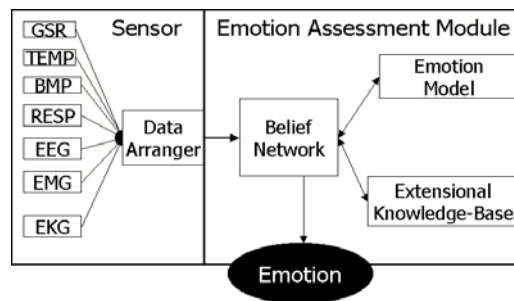 Sensor
Emotion Assessment Module
GSR
TEMP
BMP
RESP
EEG
EMG
EKG
Data
Arranger
Belief
Network
Emotion
Model
Extensional
Knowledge-Base
Emotion